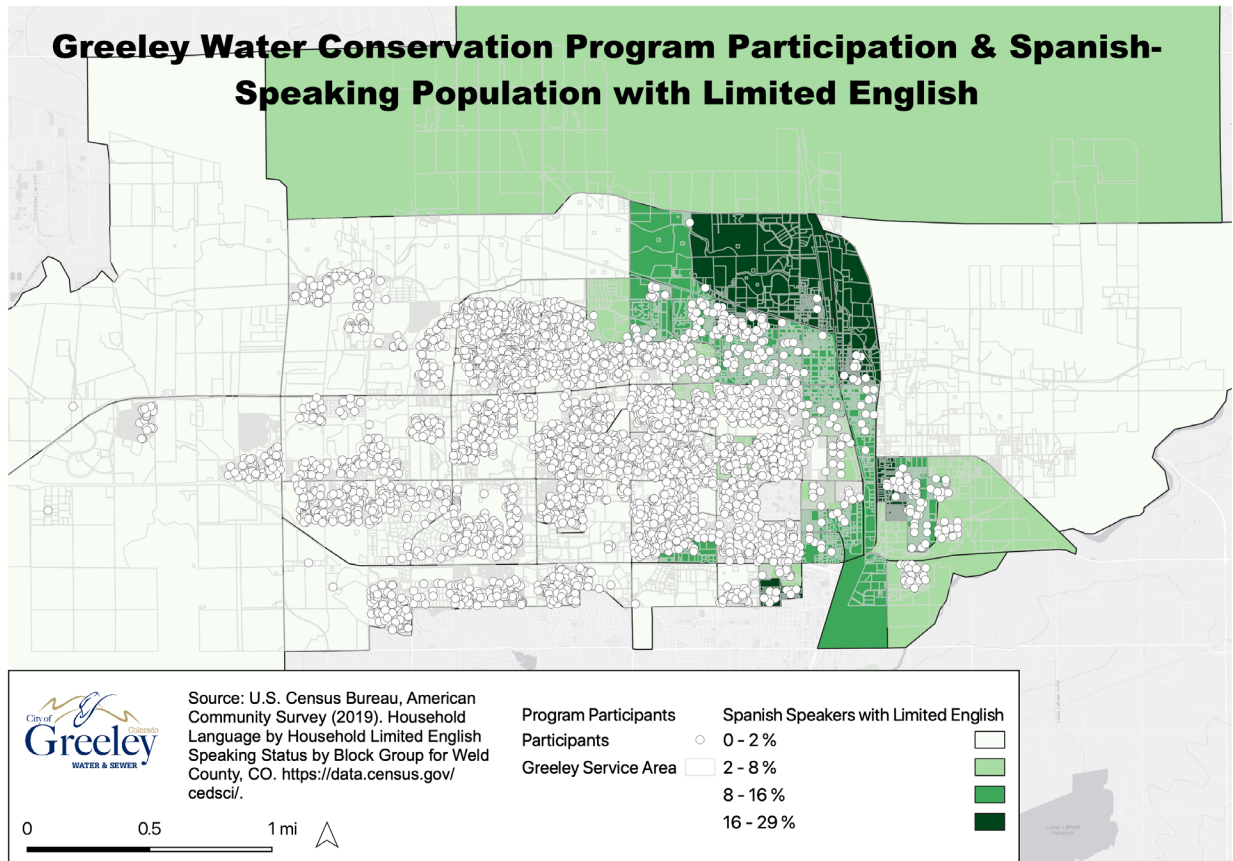 Greeley Water Conservation Program Participation & Spanish-
Speaking Population with Limited English
City of
Greeley
Colorado
WATER & SEWER
Source: U.S. Census Bureau, American
Community Survey (2019). Household
Language by Household Limited English
Speaking Status by Block Group for Weld
County, CO. https://data.census.gov/
cedsci/.
0 0.5 1 mi
Program Participants
Participants
Greeley Service Area
Spanish Speakers with Limited English
0 - 2 %
2 - 8 %
8 - 16 %
16 - 29 %